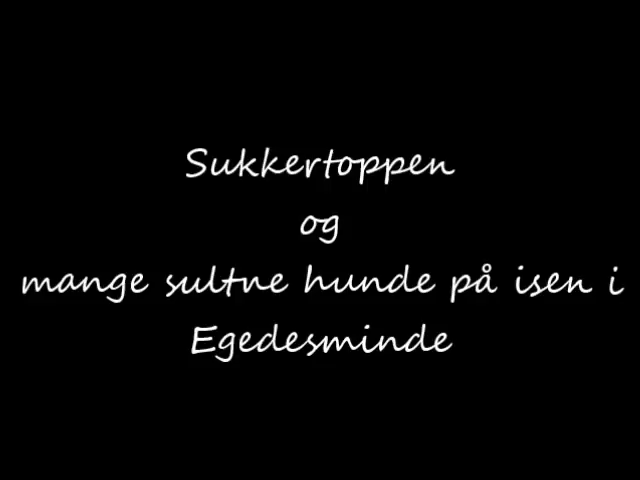 Sukkertoppen
og
mange sultne hunde på isen i
Egedesminde